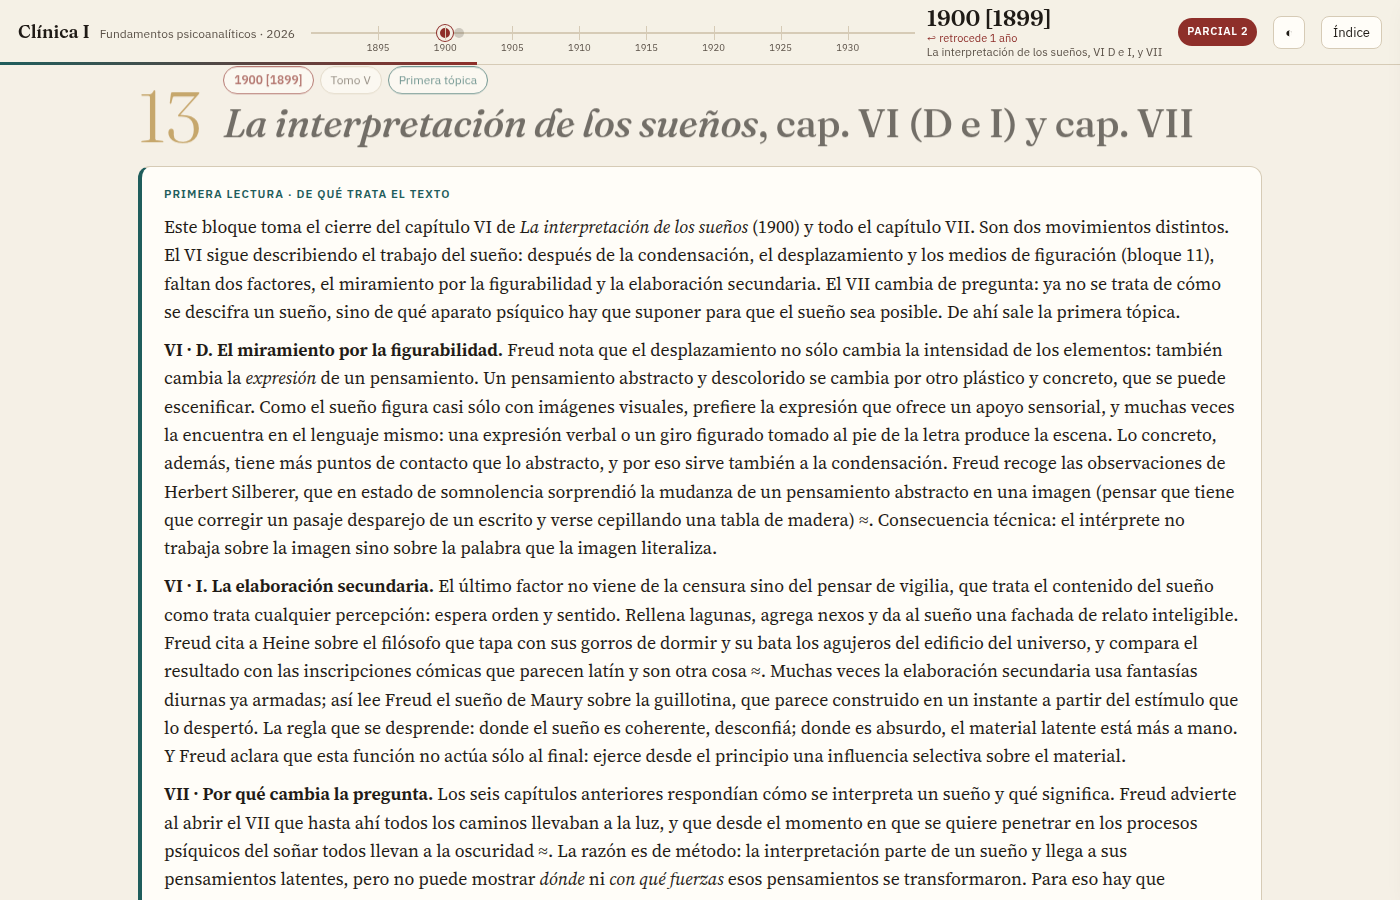 Clínica I Fundamentos psicoanalíticos · 2026
1895 1900 1905 1910 1915 1920 1925 1930
1900 [1899]
↩ retrocede 1 año
La interpretación de los sueños, VI D e I, y VII
PARCIAL 2
Índice
1900 [1899] Tomo V Primera tópica
13 La interpretación de los sueños, cap. VI (D e I) y cap. VII
PRIMERA LECTURA · DE QUÉ TRATA EL TEXTO
Este bloque toma el cierre del capítulo VI de La interpretación de los sueños (1900) y todo el capítulo VII. Son dos movimientos distintos.
El VI sigue describiendo el trabajo del sueño: después de la condensación, el desplazamiento y los medios de figuración (bloque 11),
faltan dos factores, el miramiento por la figurabilidad y la elaboración secundaria. El VII cambia de pregunta: ya no se trata de cómo
se descifra un sueño, sino de qué aparato psíquico hay que suponer para que el sueño sea posible. De ahí sale la primera tópica.
VI · D. El miramiento por la figurabilidad. Freud nota que el desplazamiento no sólo cambia la intensidad de los elementos: también
cambia la expresión de un pensamiento. Un pensamiento abstracto y descolorido se cambia por otro plástico y concreto, que se puede
escenificar. Como el sueño figura casi sólo con imágenes visuales, prefiere la expresión que ofrece un apoyo sensorial, y muchas veces
la encuentra en el lenguaje mismo: una expresión verbal o un giro figurado tomado al pie de la letra produce la escena. Lo concreto,
además, tiene más puntos de contacto que lo abstracto, y por eso sirve también a la condensación. Freud recoge las observaciones de
Herbert Silberer, que en estado de somnolencia sorprendió la mudanza de un pensamiento abstracto en una imagen (pensar que tiene
que corregir un pasaje desparejo de un escrito y verse cepillando una tabla de madera) ≈. Consecuencia técnica: el intérprete no
trabaja sobre la imagen sino sobre la palabra que la imagen literaliza.
VI · I. La elaboración secundaria. El último factor no viene de la censura sino del pensar de vigilia, que trata el contenido del sueño
como trata cualquier percepción: espera orden y sentido. Rellena lagunas, agrega nexos y da al sueño una fachada de relato inteligible.
Freud cita a Heine sobre el filósofo que tapa con sus gorros de dormir y su bata los agujeros del edificio del universo, y compara el
resultado con las inscripciones cómicas que parecen latín y son otra cosa ≈. Muchas veces la elaboración secundaria usa fantasías
diurnas ya armadas; así lee Freud el sueño de Maury sobre la guillotina, que parece construido en un instante a partir del estímulo que
lo despertó. La regla que se desprende: donde el sueño es coherente, desconfiá; donde es absurdo, el material latente está más a mano.
Y Freud aclara que esta función no actúa sólo al final: ejerce desde el principio una influencia selectiva sobre el material.
VII · Por qué cambia la pregunta. Los seis capítulos anteriores respondían cómo se interpreta un sueño y qué significa. Freud advierte
al abrir el VII que hasta ahí todos los caminos llevaban a la luz, y que desde el momento en que se quiere penetrar en los procesos
psíquicos del soñar todos llevan a la oscuridad ≈. La razón es de método: la interpretación parte de un sueño y llega a sus
pensamientos latentes, pero no puede mostrar dónde ni con qué fuerzas esos pensamientos se transformaron. Para eso hay que